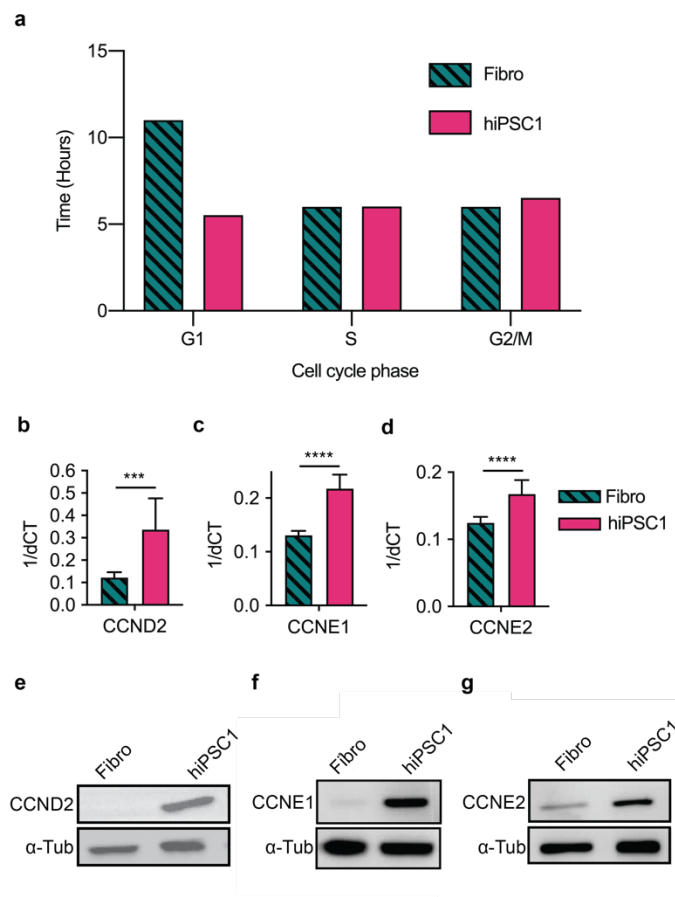 a
15
10
5
0
Time (Hours)
Fibro
hiPSC1
G1 S G2/M
Cell cycle phase
b
0.6
0.5
0.4
0.3
0.2
0.1
0.0
1/dCT
***
CCND2
c
0.2
0.1
0.0
1/dCT
****
CCNE1
d
0.2
0.1
0.0
1/dCT
****
CCNE2
Fibro
hiPSC1
e
Fibro hiPSC1
CCND2
α-Tub
f
Fibro hiPSC1
CCNE1
α-Tub
g
Fibro hiPSC1
CCNE2
α-Tub